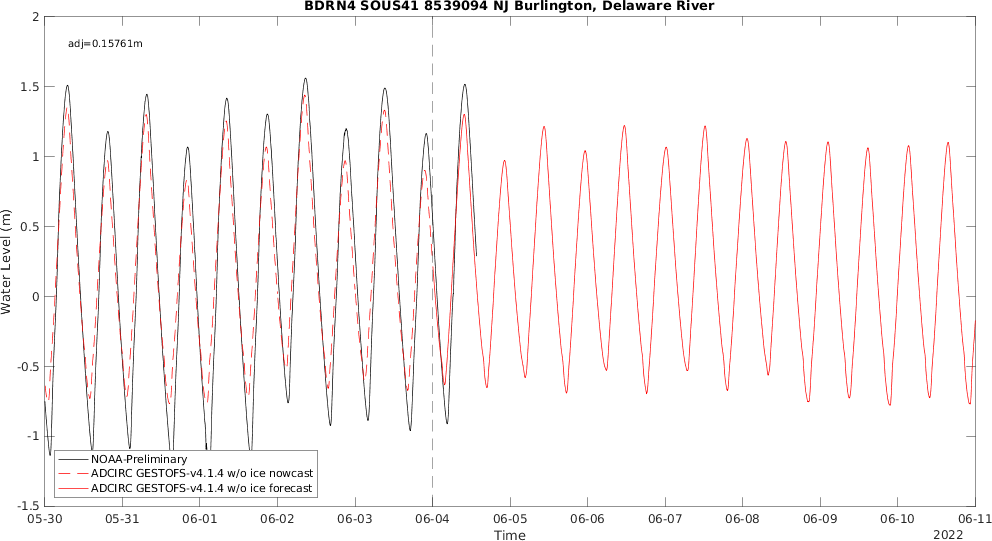 BDRN4 SOUS41 8539094 NJ Burlington, Delaware River
adj=0.15761m
2
1.5
1
0.5
0
-0.5
-1
-1.5
Water Level (m)
NOAA-Preliminary
ADCIRC GESTOFS-v4.1.4 w/o ice nowcast
ADCIRC GESTOFS-v4.1.4 w/o ice forecast
05-30 05-31 06-01 06-02 06-03 06-04 06-05 06-06 06-07 06-08 06-09 06-10 06-11
Time
2022